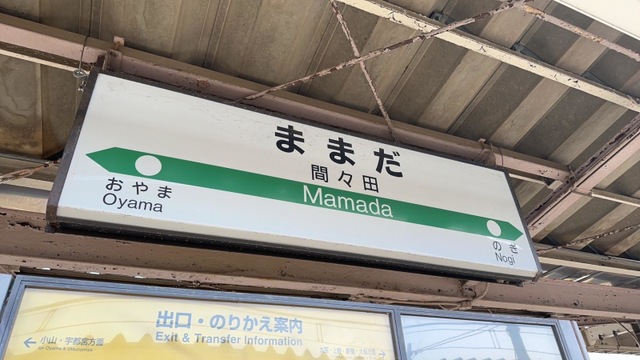 ままだ
間々田
Mamada
おやま
Oyama
のぎ
Nogi
出口・のりかえ案内
Exit & Transfer Information
小山・宇都宮方面